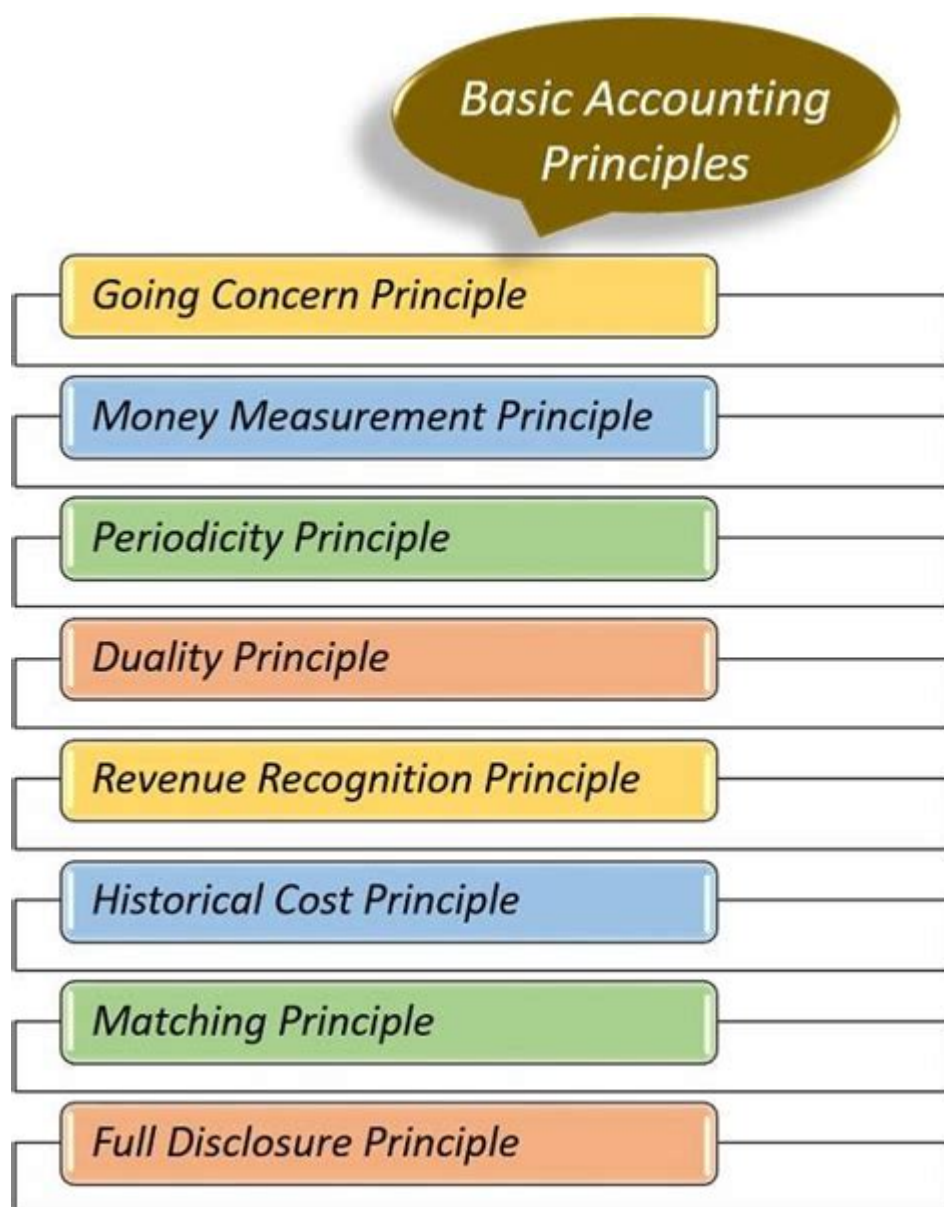 Basic Accounting
Principles
Going Concern Principle
Money Measurement Principle
Periodicity Principle
Duality Principle
Revenue Recognition Principle
Historical Cost Principle
Matching Principle
Full Disclosure Principle